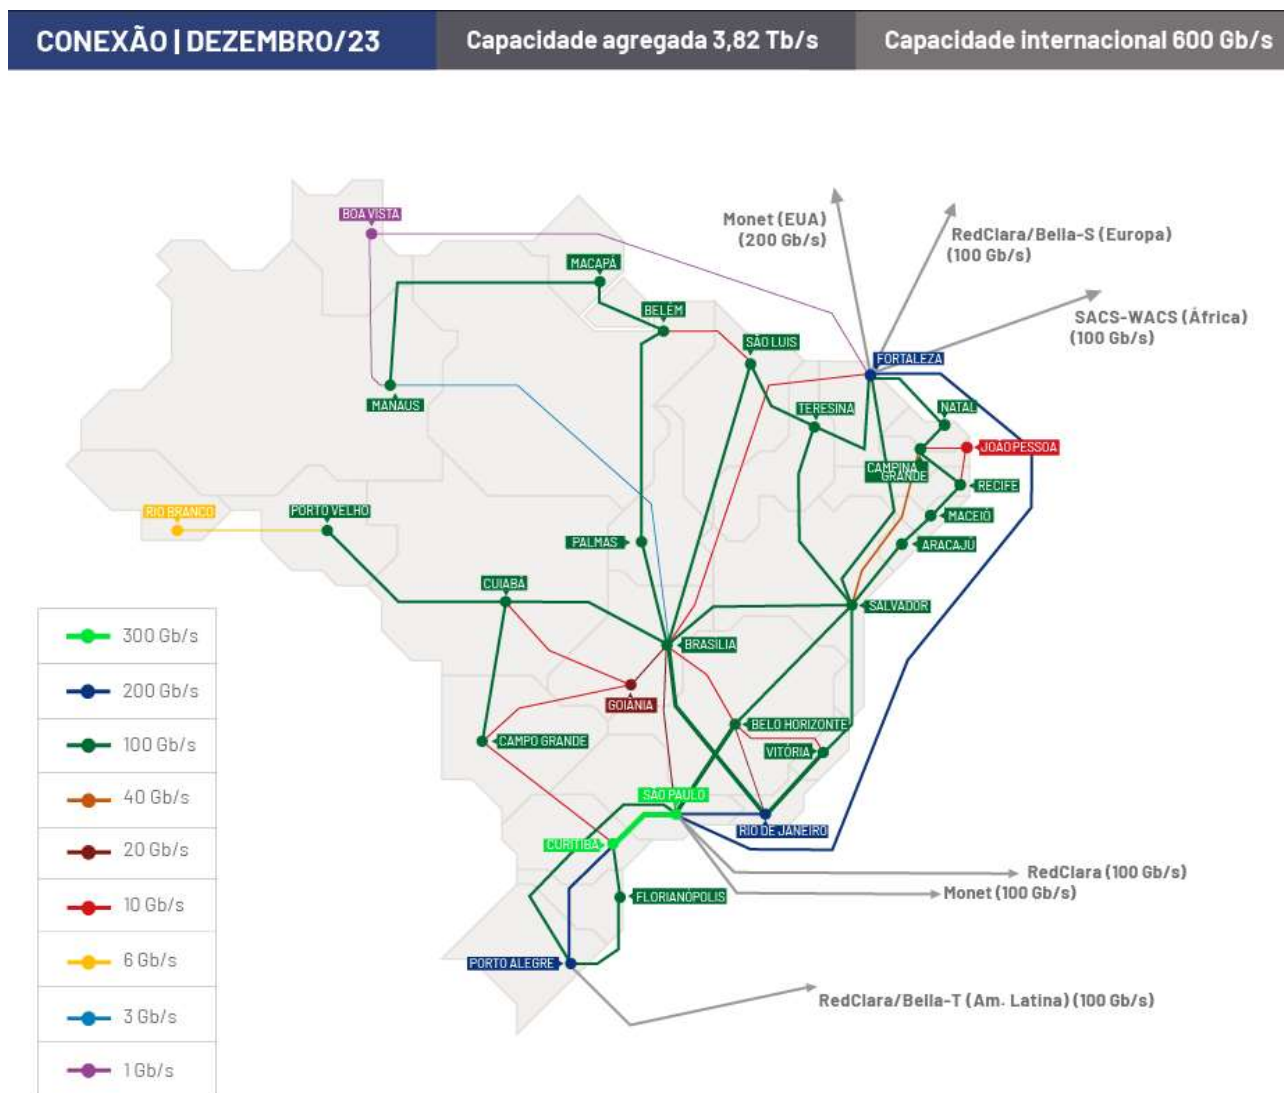 CONEXÃO | DEZEMBRO/23
Capacidade agregada 3,82 Tb/s
Capacidade internacional 600 Gb/s
Monet (EUA)
(200 Gb/s)
RedClara/Bella-S (Europa)
(100 Gb/s)
SACS-WACS (África)
(100 Gb/s)
BOA VISTA
MACAPÁ
BELÉM
SÃO LUIS
FORTALEZA
MANAUS
TERESINA
NATAL
JOÃO PESSOA
CAMPINA
GRANDE
RECIFE
RIO BRANCO
PORTO VELHO
MACEIÓ
PALMAS
ARACAJÚ
CUIABÁ
SALVADOR
BRASÍLIA
GOIÂNIA
BELO HORIZONTE
CAMPO GRANDE
VITÓRIA
SÃO PAULO
RIO DE JANEIRO
CURITIBA
RedClara (100 Gb/s)
Monet (100 Gb/s)
FLORIANÓPOLIS
PORTO ALEGRE
RedClara/Bella-T (Am. Latina) (100 Gb/s)
300 Gb/s
200 Gb/s
100 Gb/s
40 Gb/s
20 Gb/s
10 Gb/s
6 Gb/s
3 Gb/s
1 Gb/s